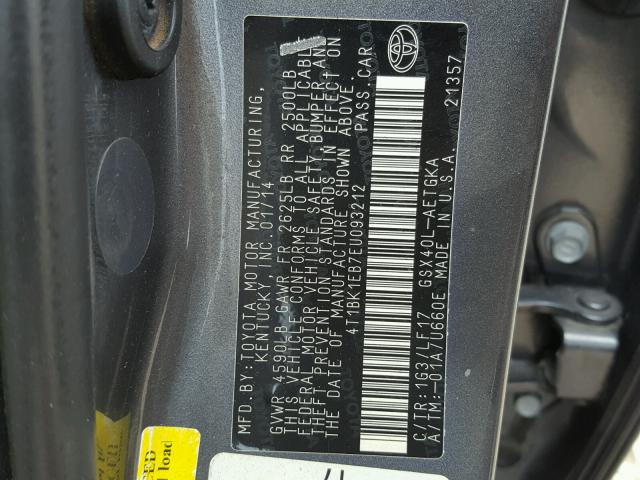 MFD.BY:TOYOTA MOTOR MANUFACTURING,
KENTUCKY, INC.01/14
GVWR 4590LB GAWR FR 2625LB RR 2500LB
THIS VEHICLE CONFORMS TO ALL APPLICABLE
FEDERAL MOTOR VEHICLE SAFETY, BUMPER, AND
THEFT PREVENTION STANDARDS IN EFFECT ON
THE DATE OF MANUFACTURE SHOWN ABOVE.
4T1BK1EB7EU093212 PASS.CAR
C/TR:1G3/LF17 GSX40L-AETGKA
A/TM:-01A/U660E MADE IN U.S.A. 21357
load